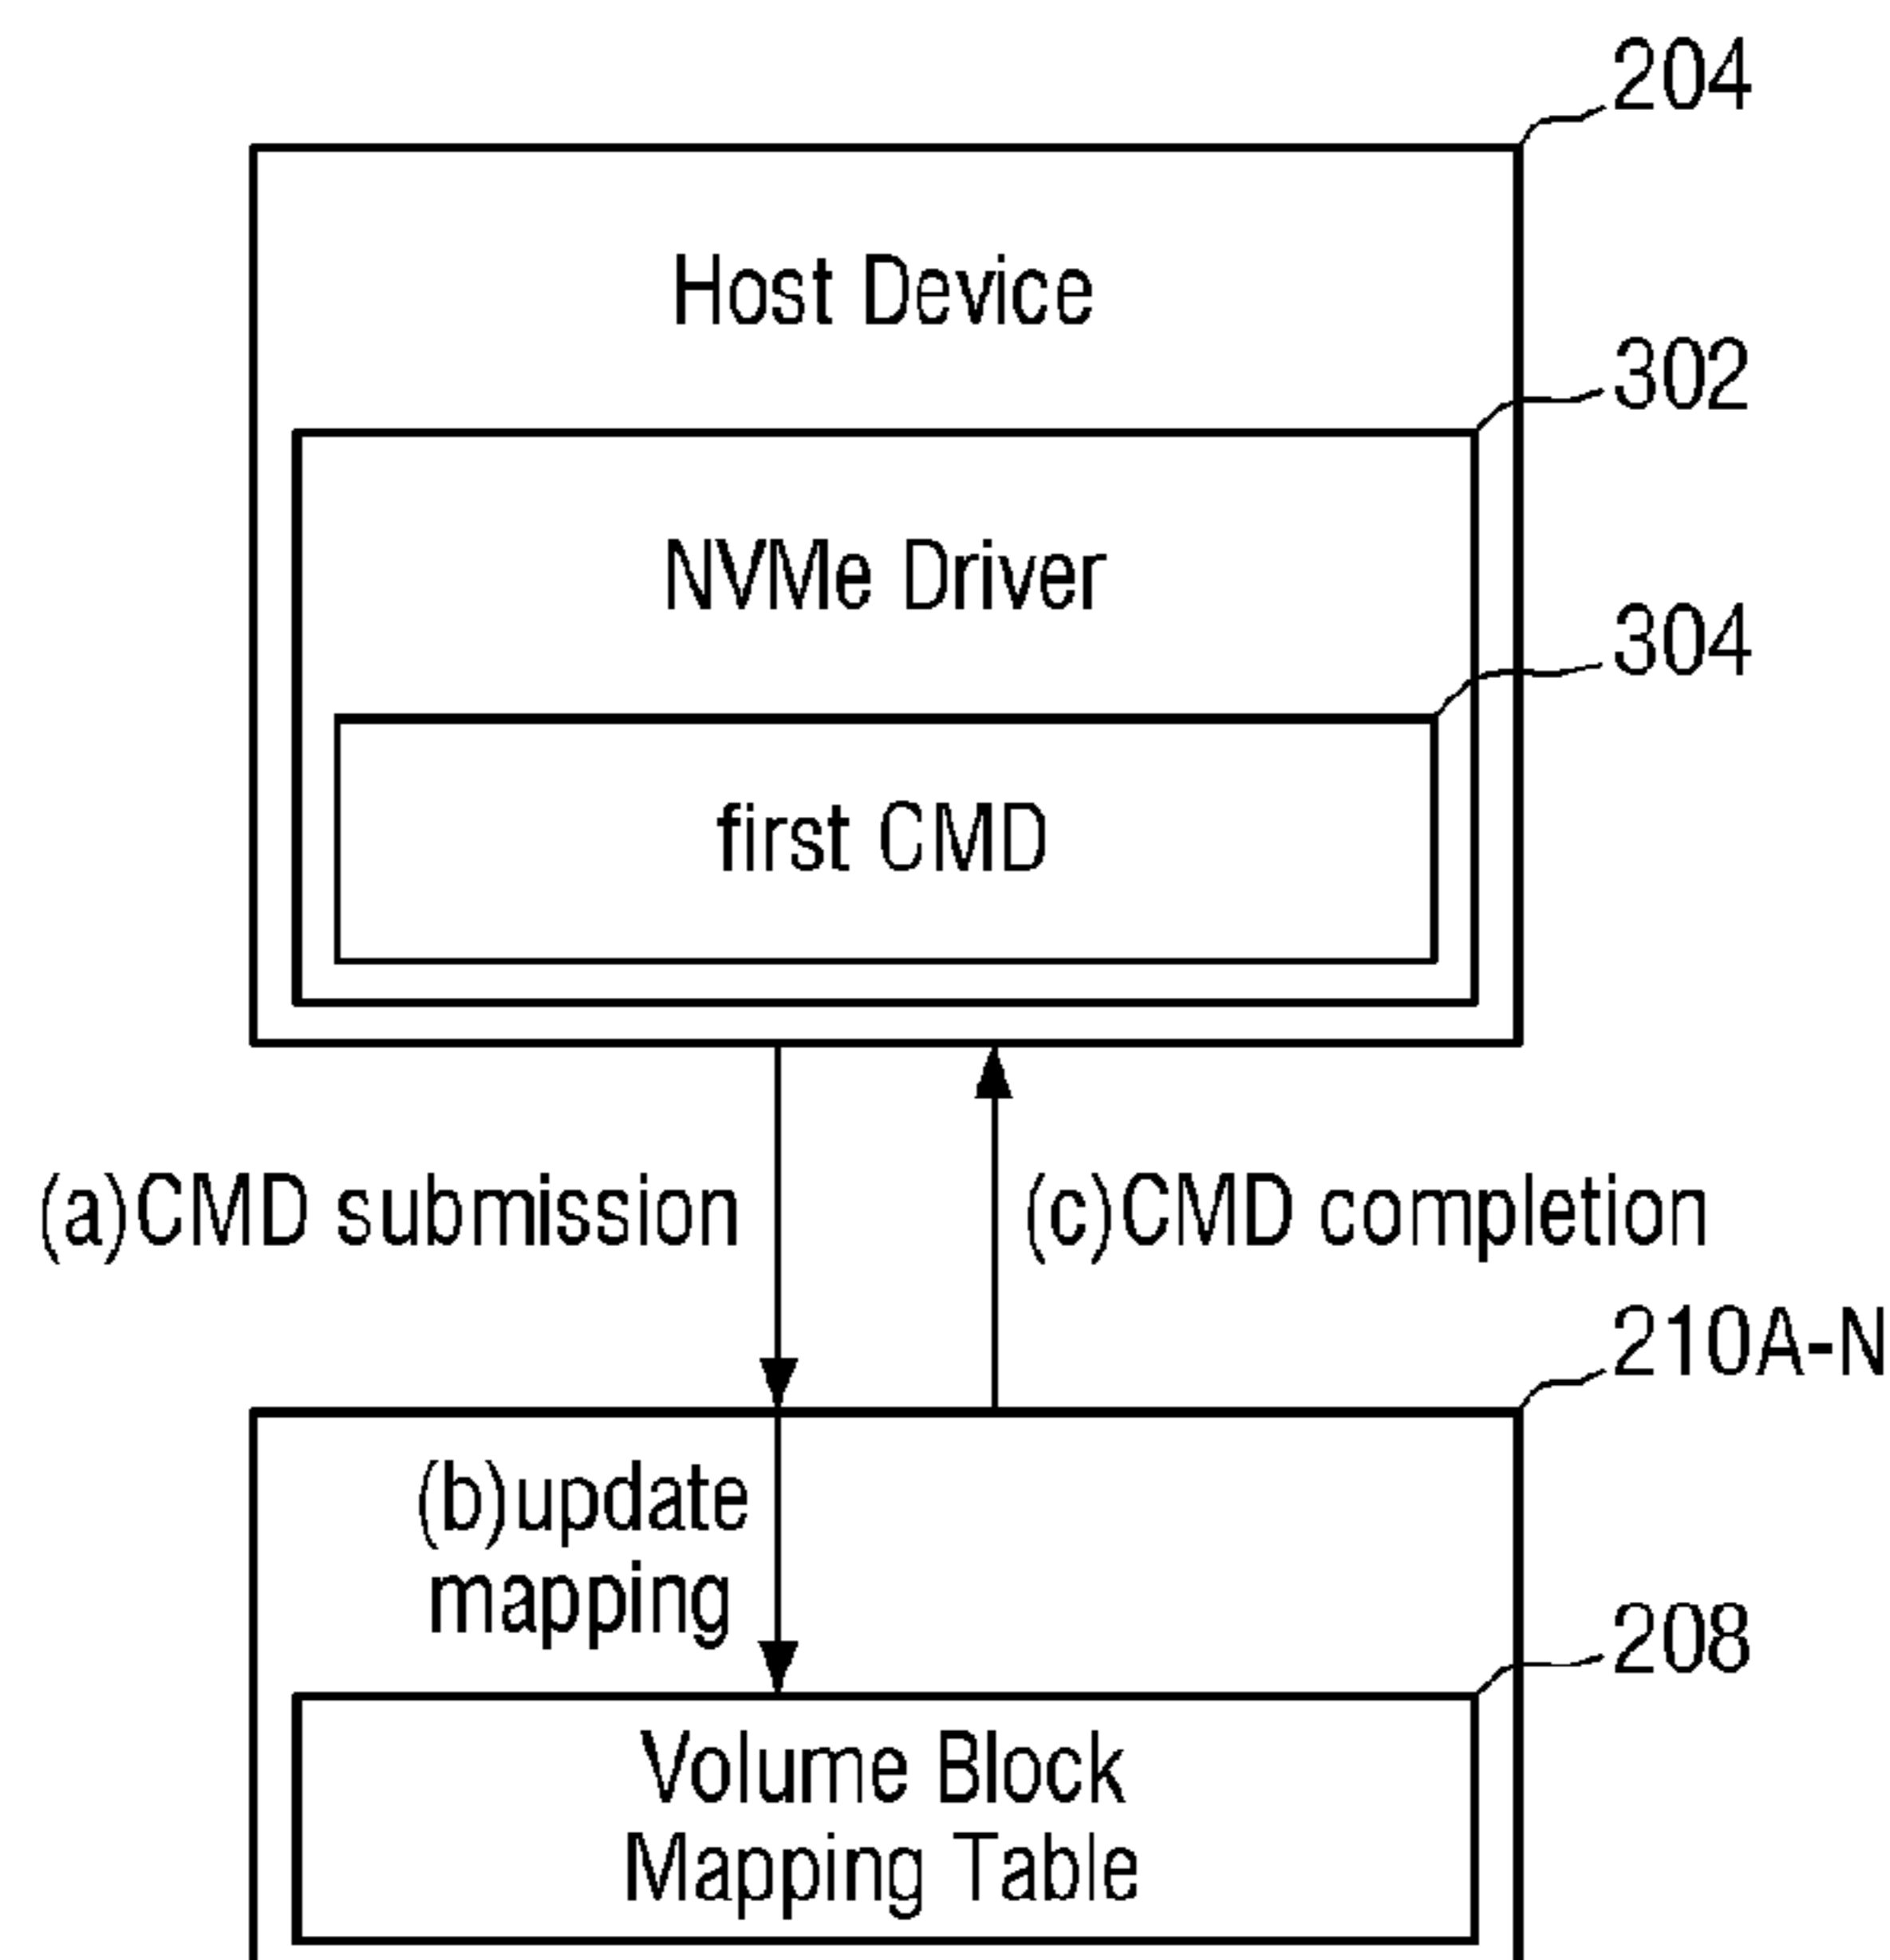 204
Host Device
302
NVMe Driver
304
first CMD
(a)CMD submission
(c)CMD completion
210A-N
(b)update
mapping
208
Volume Block
Mapping Table